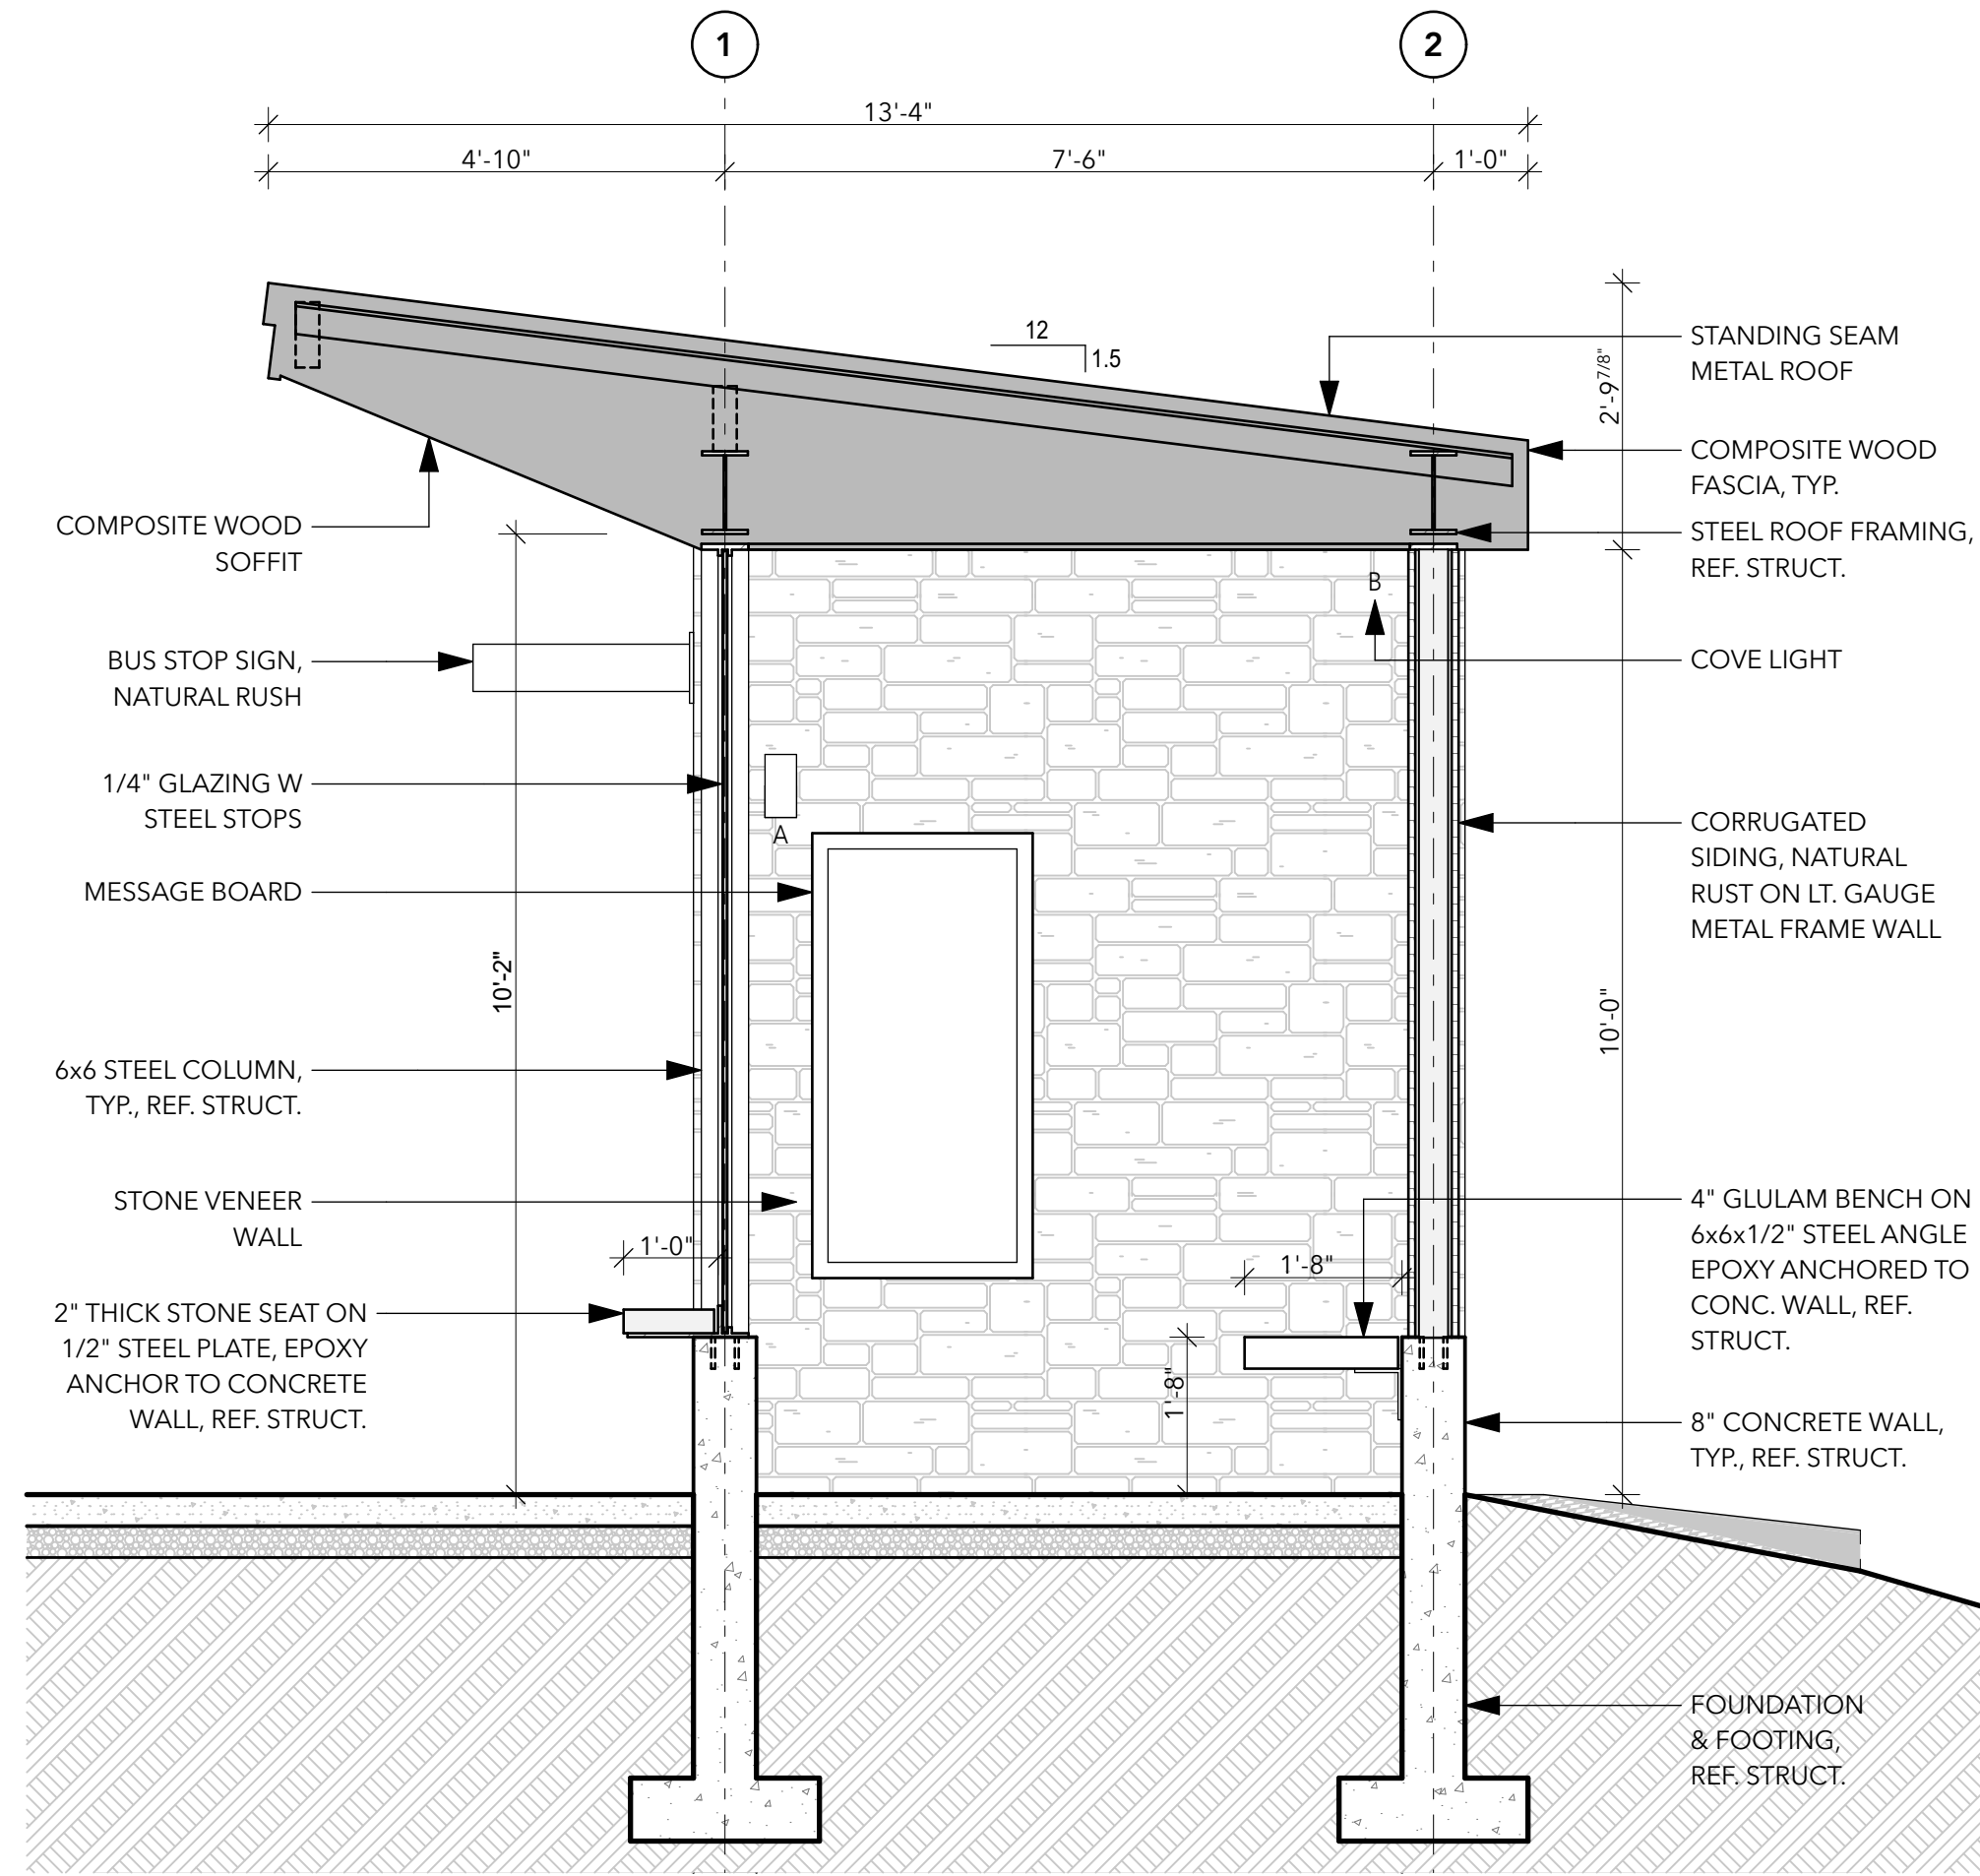 1
2
13'-4"
4'-10"
7'-6"
1'-0"
12
1.5
COMPOSITE WOOD
SOFFIT
BUS STOP SIGN,
NATURAL RUSH
1/4" GLAZING W
STEEL STOPS
MESSAGE BOARD
10'-2"
6x6 STEEL COLUMN,
TYP., REF. STRUCT.
STONE VENEER
WALL
1'-0"
2" THICK STONE SEAT ON
1/2" STEEL PLATE, EPOXY
ANCHOR TO CONCRETE
WALL, REF. STRUCT.
A
B
1'-8"
1'-8"
2'-9 7/8"
STANDING SEAM
METAL ROOF
COMPOSITE WOOD
FASCIA, TYP.
STEEL ROOF FRAMING,
REF. STRUCT.
COVE LIGHT
CORRUGATED
SIDING, NATURAL
RUST ON LT. GAUGE
METAL FRAME WALL
10'-0"
4" GLULAM BENCH ON
6x6x1/2" STEEL ANGLE
EPOXY ANCHORED TO
CONC. WALL, REF.
STRUCT.
8" CONCRETE WALL,
TYP., REF. STRUCT.
FOUNDATION
& FOOTING,
REF. STRUCT.